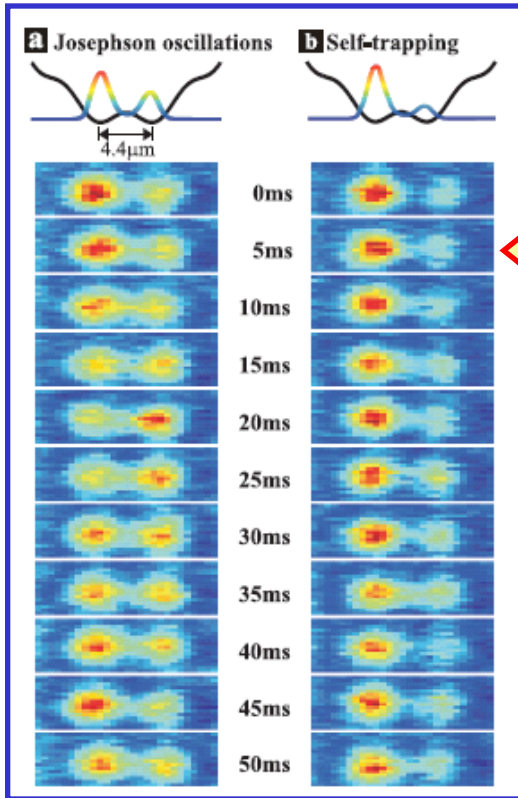 a Josephson oscillations
b Self-trapping
4.4μm
0ms
5ms
10ms
15ms
20ms
25ms
30ms
35ms
40ms
45ms
50ms